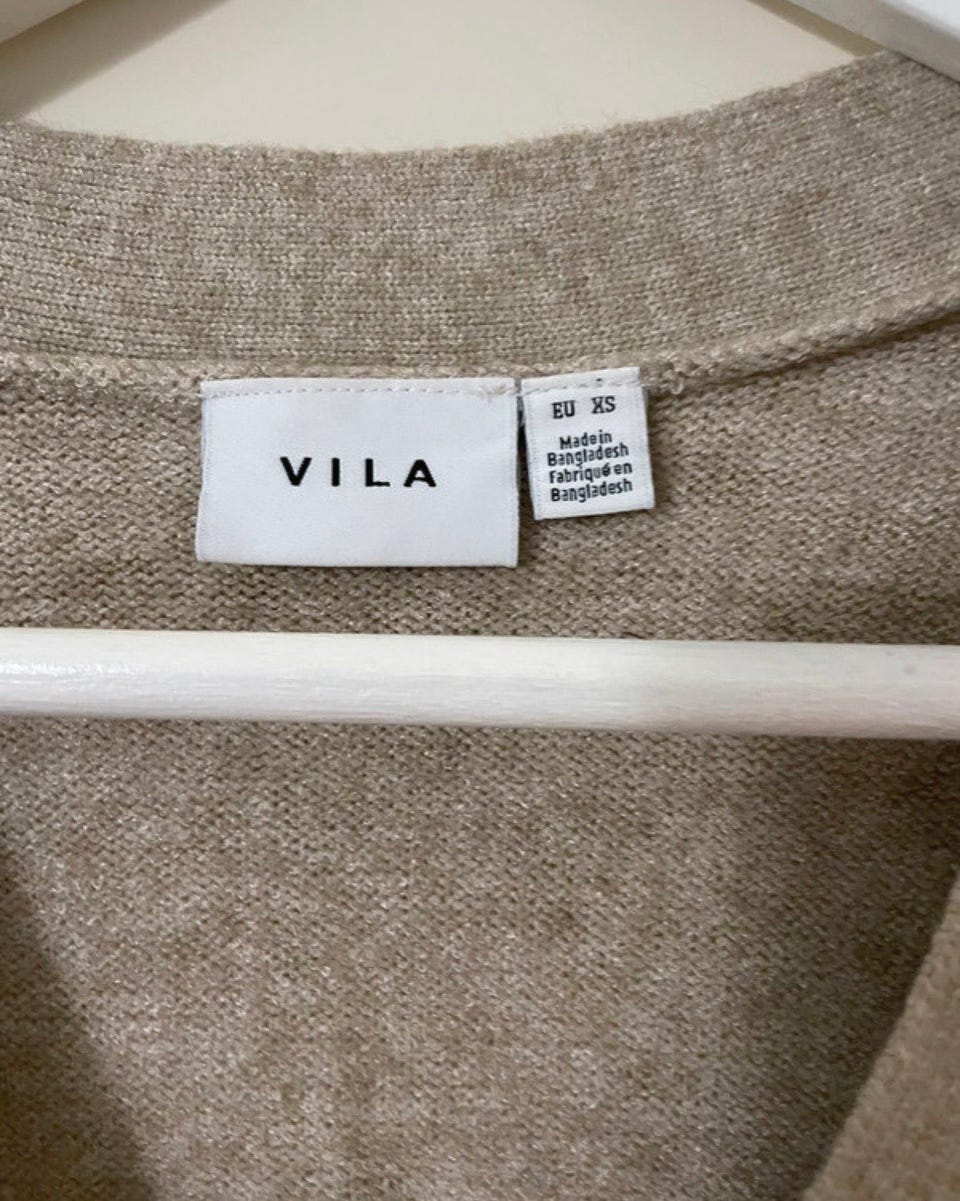 VILA
EU XS
Made in
Bangladesh
Fabriqué en
Bangladesh